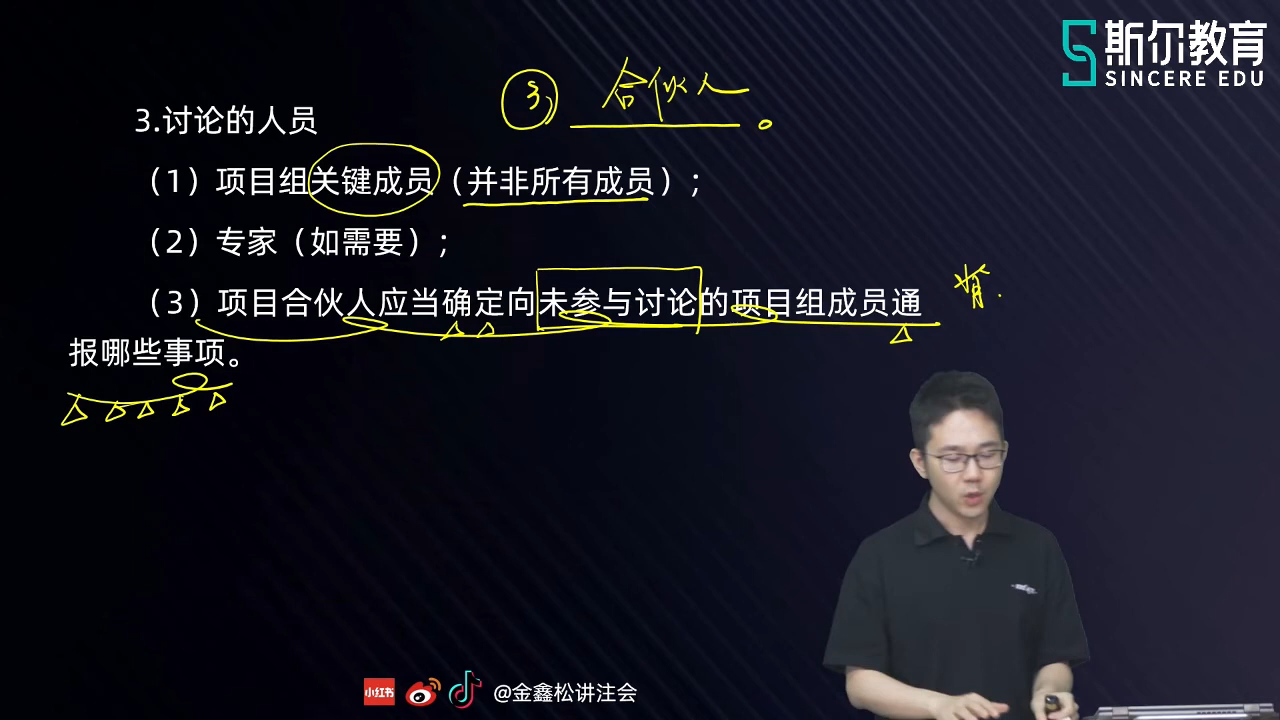 斯尔教育
SINCERE EDU
合伙人
3.讨论的人员
（1）项目组关键成员（并非所有成员）；
（2）专家（如需要）；
（3）项目合伙人应当确定向未参与讨论的项目组成员通
报哪些事项。
小红书
@金鑫松讲注会